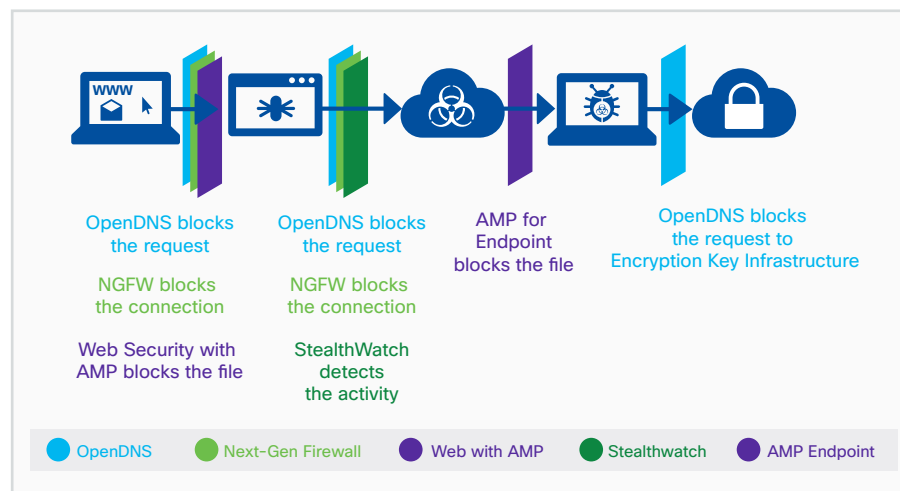 WWW
OpenDNS blocks
the request
NGFW blocks
the connection
Web Security with
AMP blocks the file
OpenDNS blocks
the request
NGFW blocks
the connection
StealthWatch
detects
the activity
AMP for
Endpoint
blocks the file
OpenDNS blocks
the request to
Encryption Key Infrastructure
OpenDNS
Next-Gen Firewall
Web with AMP
Stealthwatch
AMP Endpoint